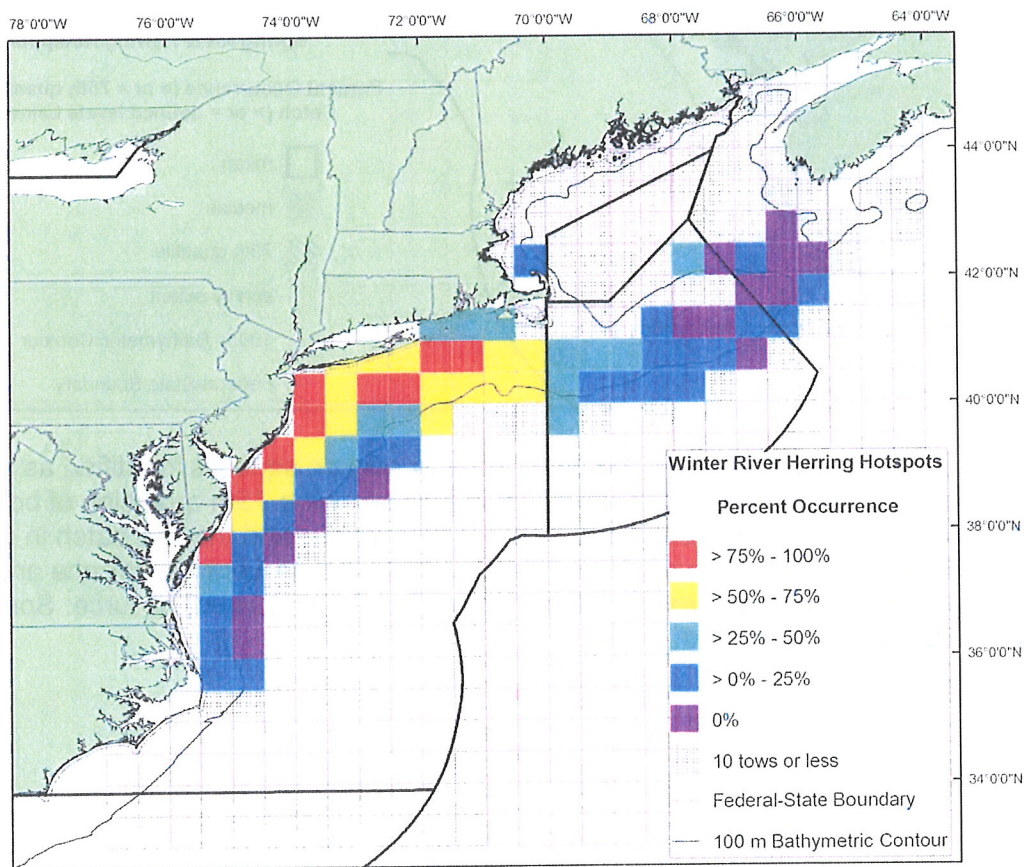 78°0'0"W 76°0'0"W 74°0'0"W 72°0'0"W 70°0'0"W 68°0'0"W 66°0'0"W 64°0'0"W
44°0'0"N
42°0'0"N
40°0'0"N
38°0'0"N
36°0'0"N
34°0'0"N
Winter River Herring Hotspots
Percent Occurrence
> 75% - 100%
> 50% - 75%
> 25% - 50%
> 0% - 25%
0%
10 tows or less
Federal-State Boundary
100 m Bathymetric Contour